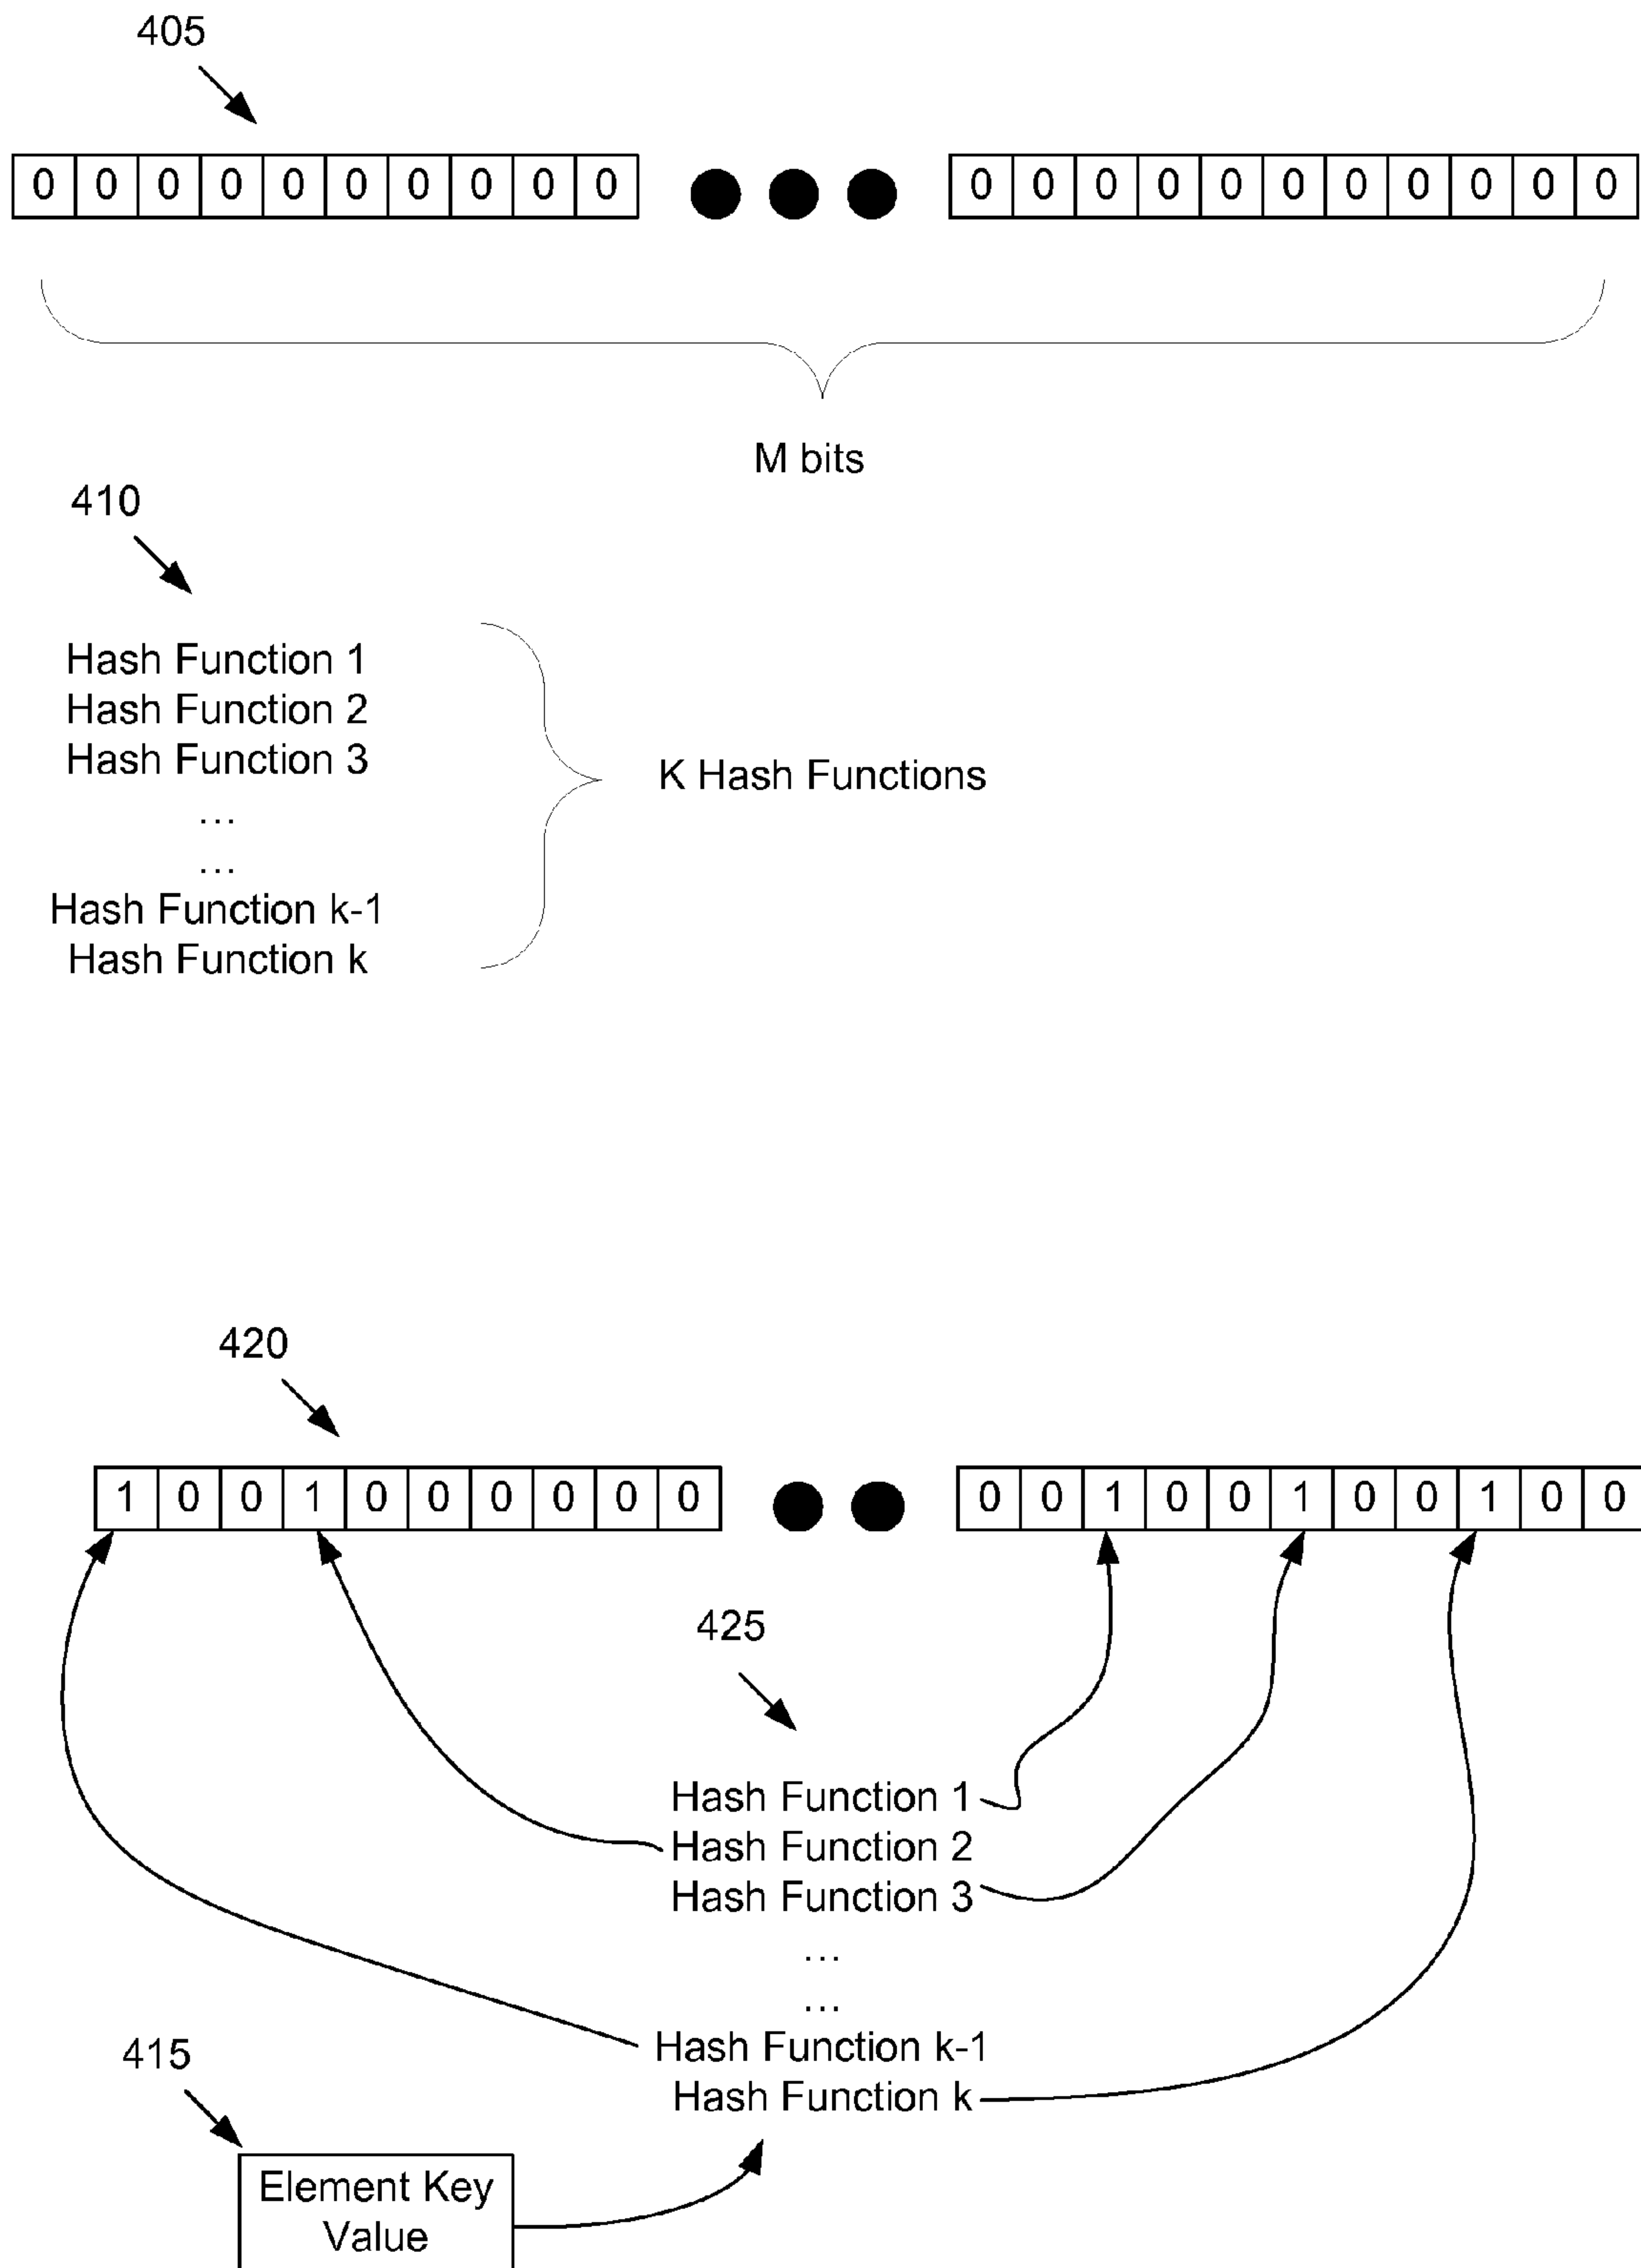 405
0 0 0 0 0 0 0 0 0 0 0 0 0 0 0 0 0 0 0 0 0
M bits
410
Hash Function 1
Hash Function 2
Hash Function 3
...
...
Hash Function k-1
Hash Function k
K Hash Functions
420
1 0 0 1 0 0 0 0 0 0 0 0 1 0 0 1 0 0 1 0 0
425
Hash Function 1
Hash Function 2
Hash Function 3
...
...
Hash Function k-1
Hash Function k
415
Element Key
Value